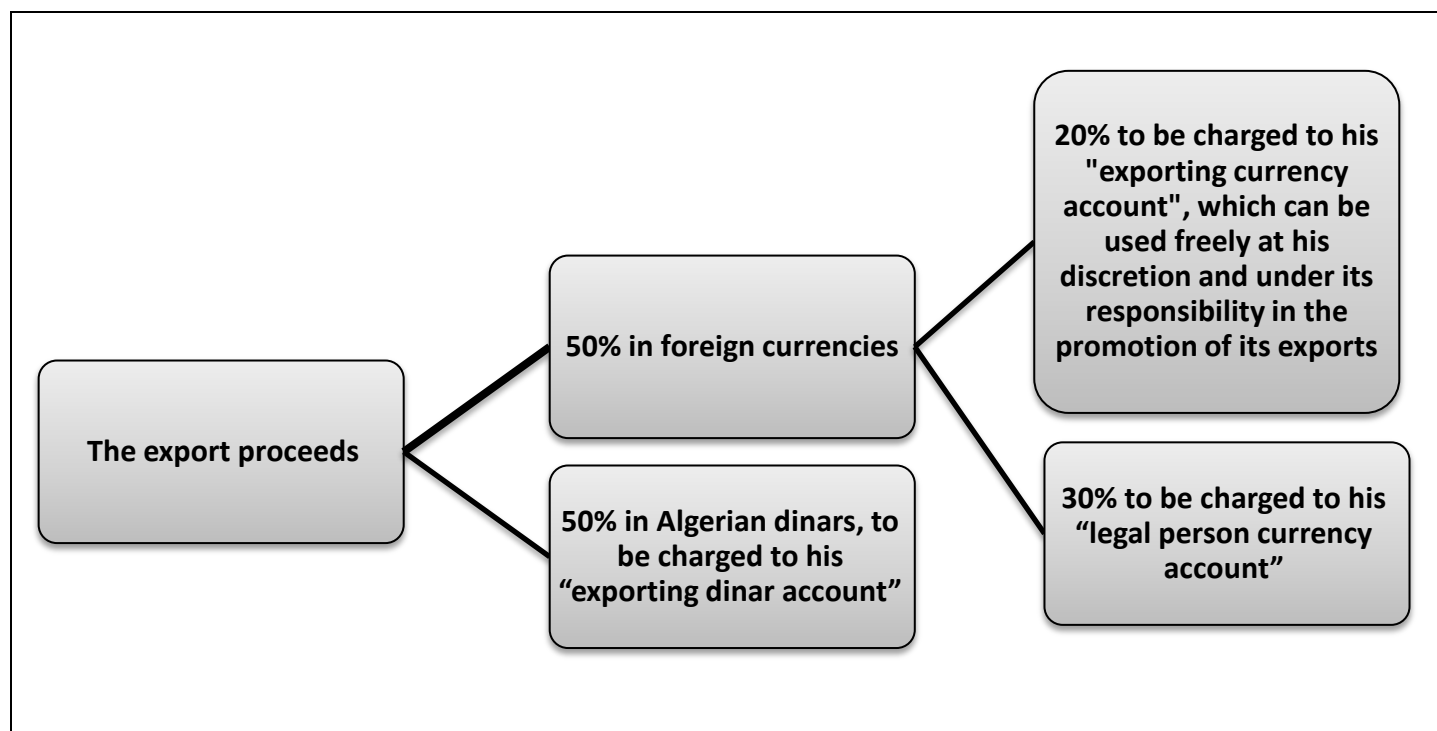 The export proceeds
50% in foreign currencies
50% in Algerian dinars, to
be charged to his
“exporting dinar account”
20% to be charged to his
"exporting currency
account", which can be
used freely at his
discretion and under its
responsibility in the
promotion of its exports
30% to be charged to his
“legal person currency
account”